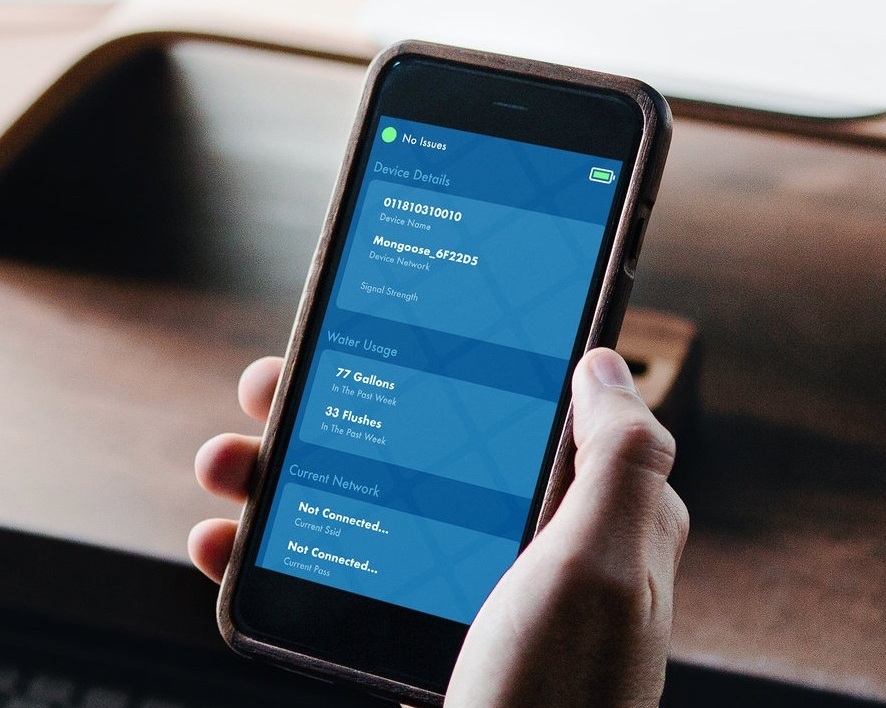 No Issues
Device Details
011810310010
Device Name
Mongoose_6F22D5
Device Network
Signal Strength
Water Usage
77 Gallons
In The Past Week
33 Flushes
In The Past Week
Current Network
Not Connected...
Current Ssid
Not Connected...
Current Pass